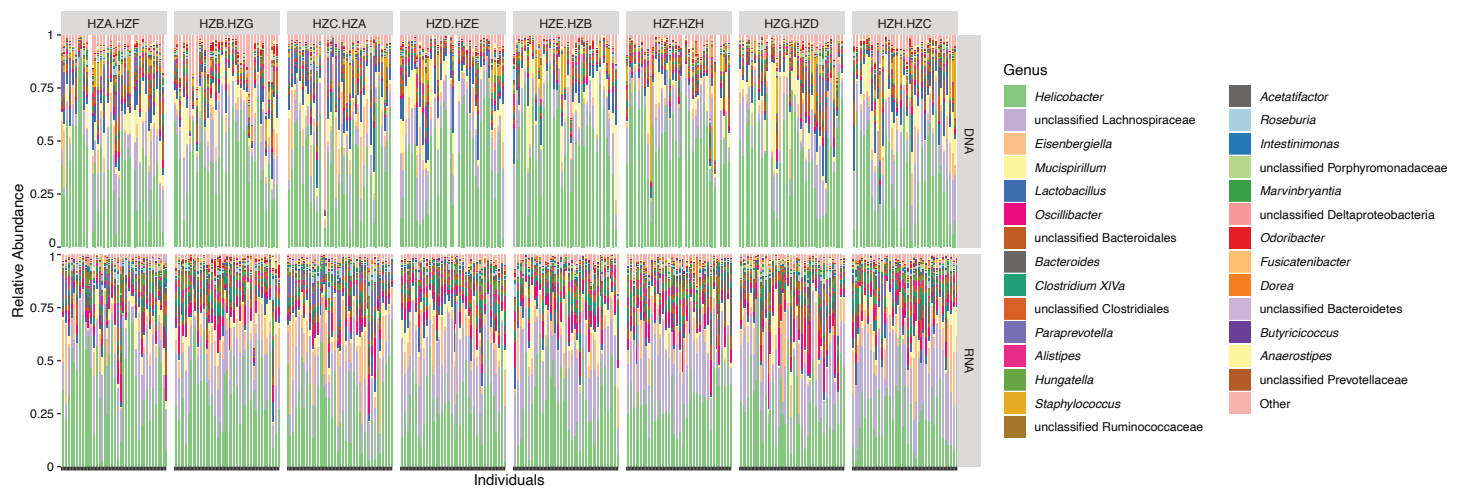 HZA.HZF HZB.HZG HZC.HZA HZD.HZE HZE.HZB HZF.HZH HZG.HZD HZH.HZC
1
0.75
0.5
0.25
0
DNA
1
0.75
0.5
0.25
0
RNA
Relative Abundance
Individuals
Genus
Helicobacter
unclassified Lachnospiraceae
Eisenbergiella
Mucispirillum
Lactobacillus
Oscillibacter
unclassified Bacteroidales
Bacteroides
Clostridium XIVa
unclassified Clostridiales
Paraprevotella
Alistipes
Hungatella
Staphylococcus
unclassified Ruminococcaceae
Acetatifactor
Roseburia
Intestinimonas
unclassified Porphyromonadaceae
Marvinbryantia
unclassified Deltaproteobacteria
Odoribacter
Fusicatenibacter
Dorea
unclassified Bacteroidetes
Butyricicoccus
Anaerostipes
unclassified Prevotellaceae
Other